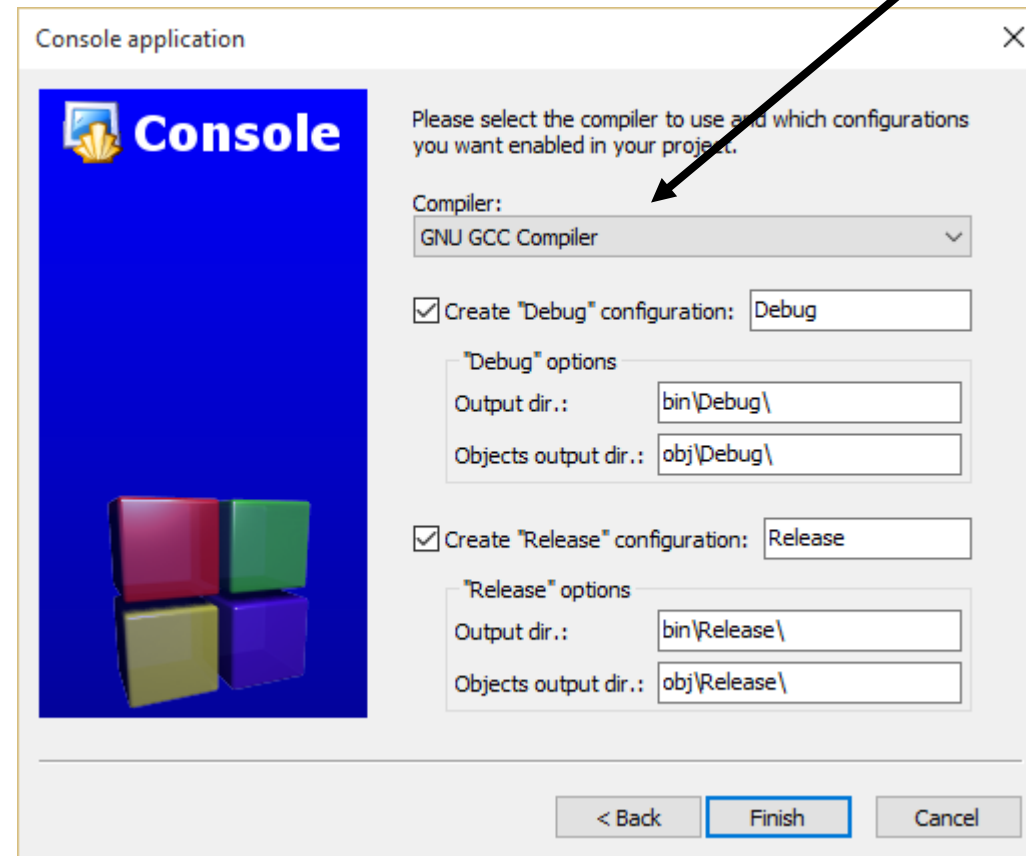 Console application
Console
Please select the compiler to use and which configurations
you want enabled in your project.
Compiler:
GNU GCC Compiler
Create "Debug" configuration: Debug
"Debug" options
Output dir.: bin\Debug\
Objects output dir.: obj\Debug\
Create "Release" configuration: Release
"Release" options
Output dir.: bin\Release\
Objects output dir.: obj\Release\
< Back Finish Cancel